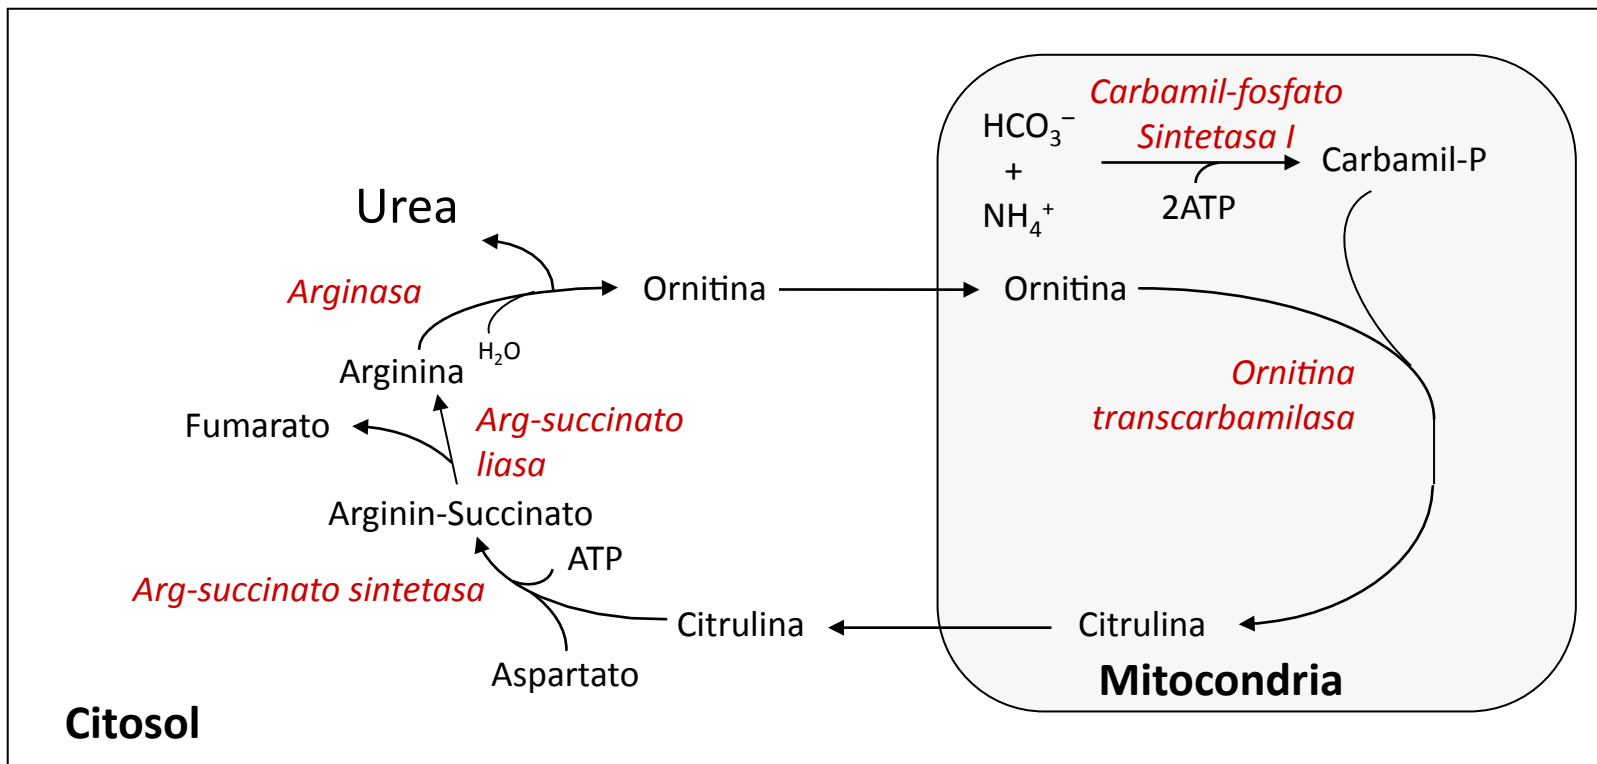 Carbamil-fosfato
Sintetasa I
HCO₃⁻
+
NH₄⁺
2ATP
Carbamil-P
Urea
Arginasa
Ornitina
Ornitina
H₂O
Arginina
Ornitina
transcarbamilasa
Fumarato
Arg-succinato
liasa
Arginin-Succinato
ATP
Arg-succinato sintetasa
Citrulina
Citrulina
Aspartato
Mitocondria
Citosol